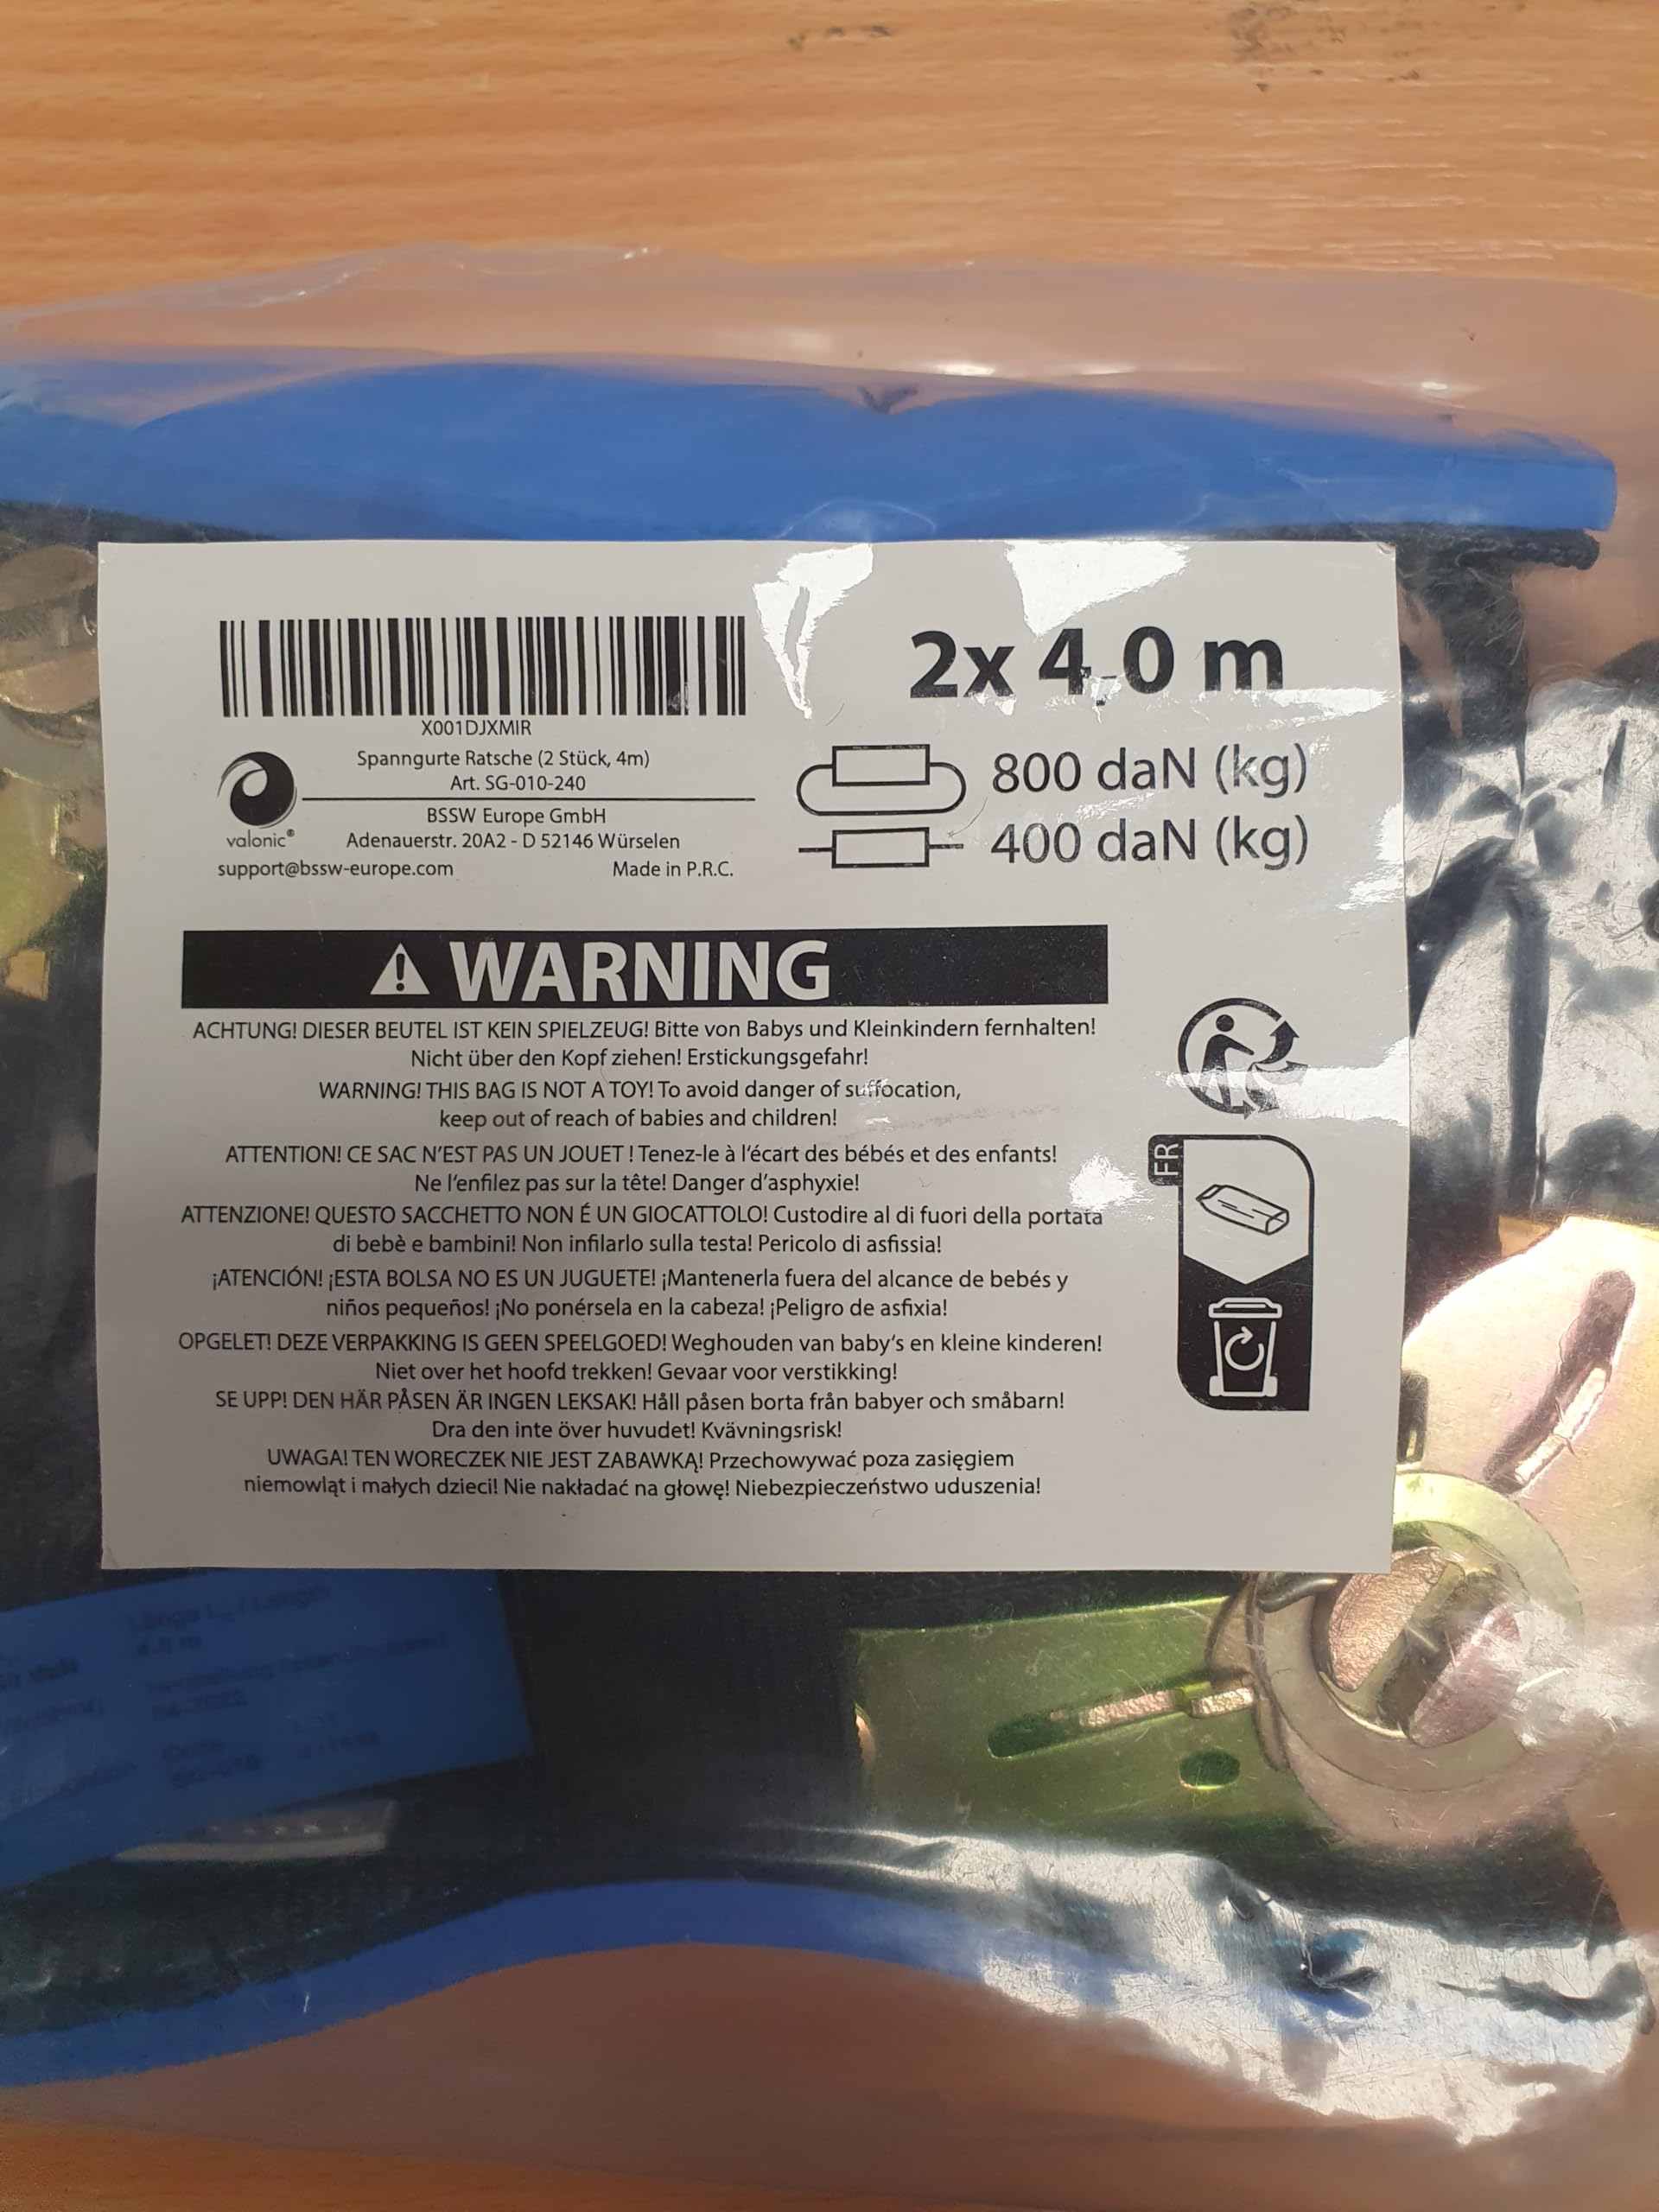 2x 4,0 m
X001DJXMIR
Spanngurte Ratsche (2 Stück, 4m)
Art. SG-010-240
valonic®
BSSW Europe GmbH
Adenauerstr. 20A2 - D 52146 Würselen
support@bssw-europe.com Made in P.R.C.
800 daN (kg)
400 daN (kg)
WARNING
ACHTUNG! DIESER BEUTEL IST KEIN SPIELZEUG! Bitte von Babys und Kleinkindern fernhalten!
Nicht über den Kopf ziehen! Erstickungsgefahr!
WARNING! THIS BAG IS NOT A TOY! To avoid danger of suffocation,
keep out of reach of babies and children!
ATTENTION! CE SAC N'EST PAS UN JOUET ! Tenez-le à l'écart des bébés et des enfants!
Ne l'enfilez pas sur la tête! Danger d'asphyxie!
ATTENZIONE! QUESTO SACCHETTO NON É UN GIOCATTOLO! Custodire al di fuori della portata
di bebè e bambini! Non infilarlo sulla testa! Pericolo di asfissia!
¡ATENCIÓN! ¡ESTA BOLSA NO ES UN JUGUETE! ¡Mantenerla fuera del alcance de bebés y
niños pequeños! ¡No ponérsela en la cabeza! ¡Peligro de asfixia!
OPGELET! DEZE VERPAKKING IS GEEN SPEELGOED! Weghouden van baby's en kleine kinderen!
Niet over het hoofd trekken! Gevaar voor verstikking!
SE UPP! DEN HÄR PÅSEN ÄR INGEN LEKSAK! Håll påsen borta från babyer och småbarn!
Dra den inte över huvudet! Kvävningsrisk!
UWAGA! TEN WORECZEK NIE JEST ZABAWKĄ! Przechowywać poza zasięgiem
niemowląt i małych dzieci! Nie nakładać na głowę! Niebezpieczeństwo uduszenia!
FR
Länge / Length
4.0 m